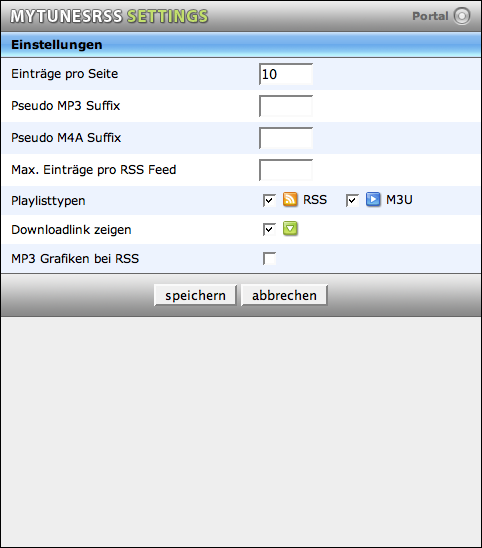 MYTUNESRSS SETTINGS Portal
Einstellungen
Einträge pro Seite 10
Pseudo MP3 Suffix
Pseudo M4A Suffix
Max. Einträge pro RSS Feed
Playlisttypen RSS M3U
Downloadlink zeigen
MP3 Grafiken bei RSS
speichern abbrechen